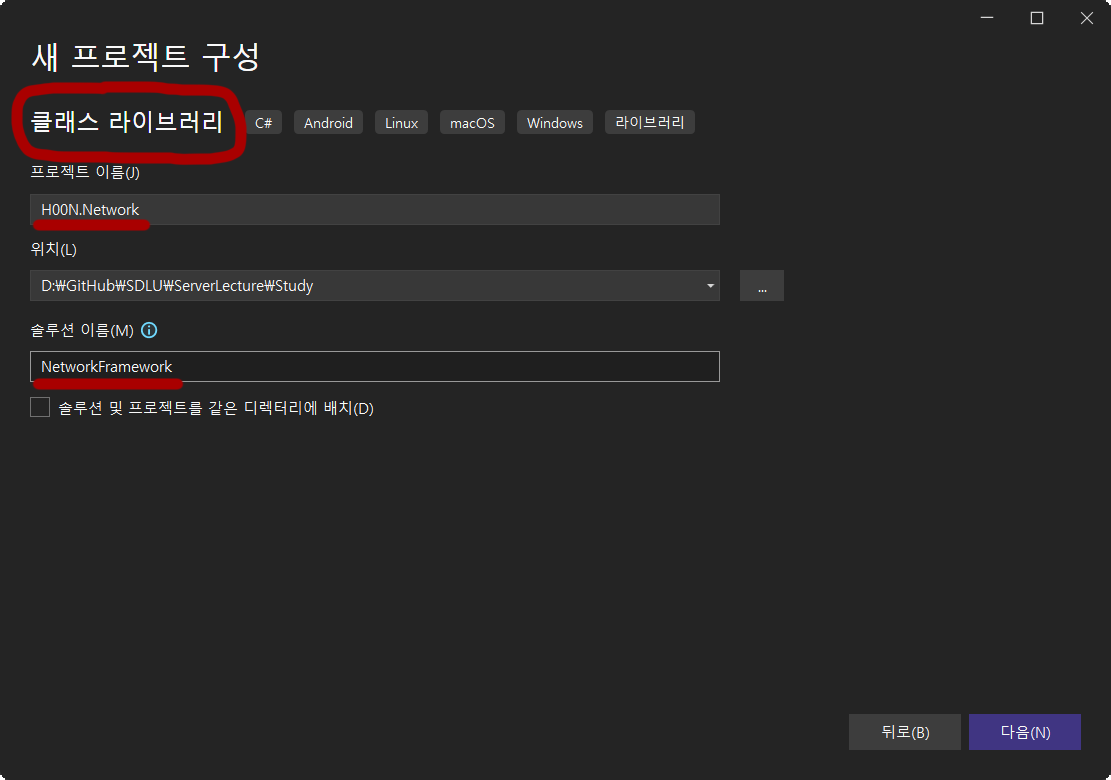 새 프로젝트 구성
클래스 라이브러리 C# Android Linux macOS Windows 라이브러리
프로젝트 이름(J)
H00N.Network
위치(L)
D:₩GitHub₩SDLU₩ServerLecture₩Study
...
솔루션 이름(M)
NetworkFramework
솔루션 및 프로젝트를 같은 디렉터리에 배치(D)
뒤로(B) 다음(N)